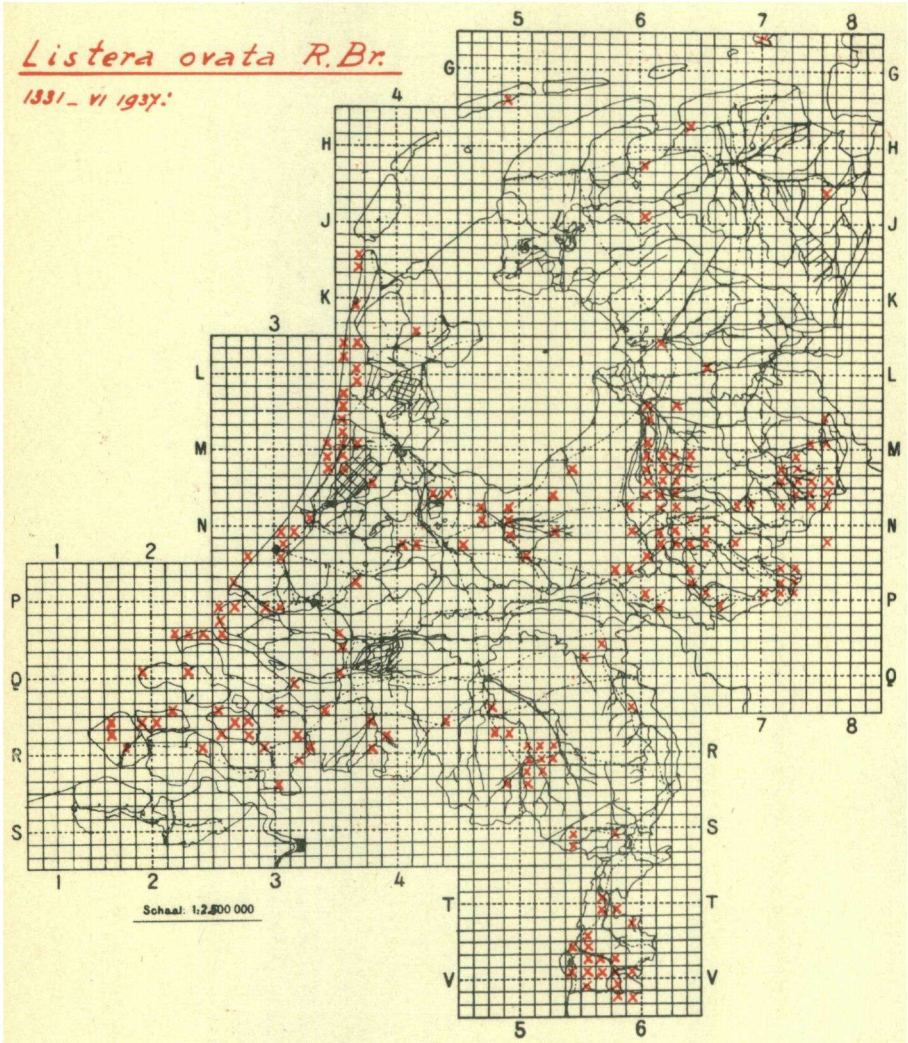 Listera ovata R.Br.
1331 - VI 1937:
5 6 7 8
G G
4
H H
J J
K K
3
L L
M M
N N
1 2
P P
Q Q
7 8
R R
S S
1 2 3 4
Schaal: 1:2.500 000
T T
V V
5 6